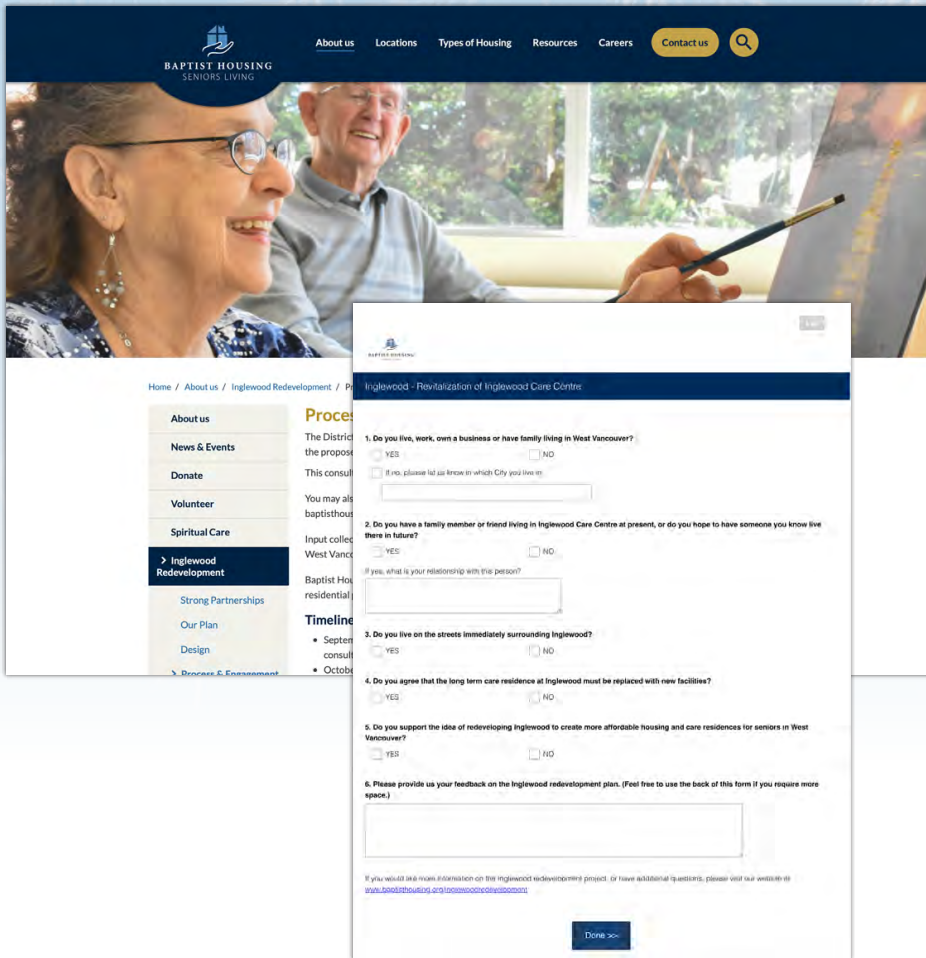 BAPTIST HOUSING
SENIORS LIVING
About us
Locations
Types of Housing
Resources
Careers
Contact us
Home / About us / Inglewood Redevelopment /
About us
News & Events
Donate
Volunteer
Spiritual Care
> Inglewood
Redevelopment
Strong Partnerships
Our Plan
Design
> Process & Engagement
The District
This consul
You may als
baptisthous
Input collec
West Vanc
Baptist Hou
residential
Timeline
• Septem
consult
• Octobe
BAPTIST HOUSING
Inglewood - Revitalization of Inglewood Care Centre
1. Do you live, work, own a business or have family living in West Vancouver?
YES NO
If no, please let us know in which City you live in
2. Do you have a family member or friend living in Inglewood Care Centre at present, or do you hope to have someone you know live
there in future?
YES NO
If yes, what is your relationship with this person?
3. Do you live on the streets immediately surrounding Inglewood?
YES NO
4. Do you agree that the long term care residence at Inglewood must be replaced with new facilities?
YES NO
5. Do you support the idea of redeveloping Inglewood to create more affordable housing and care residences for seniors in West
Vancouver?
YES NO
6. Please provide us your feedback on the Inglewood redevelopment plan. (Feel free to use the back of this form if you require more
space.)
If you would like more information on the Inglewood redevelopment project, or have additional questions, please visit our website at
www.baptisthousing.org/inglewoodredevelopment
Done >>